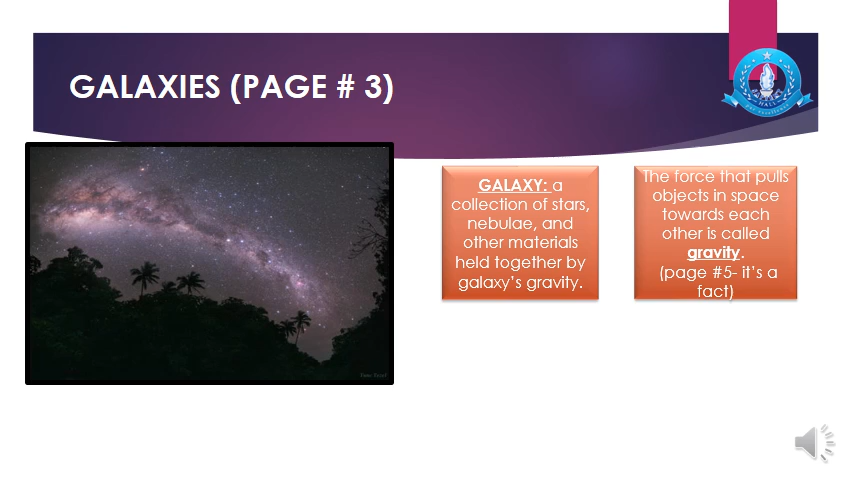 GALAXIES (PAGE # 3)
GALAXY: a
collection of stars,
nebulae, and
other materials
held together by
galaxy's gravity.
The force that pulls
objects in space
towards each
other is called
gravity.
(page #5- it's a
fact)
HALL